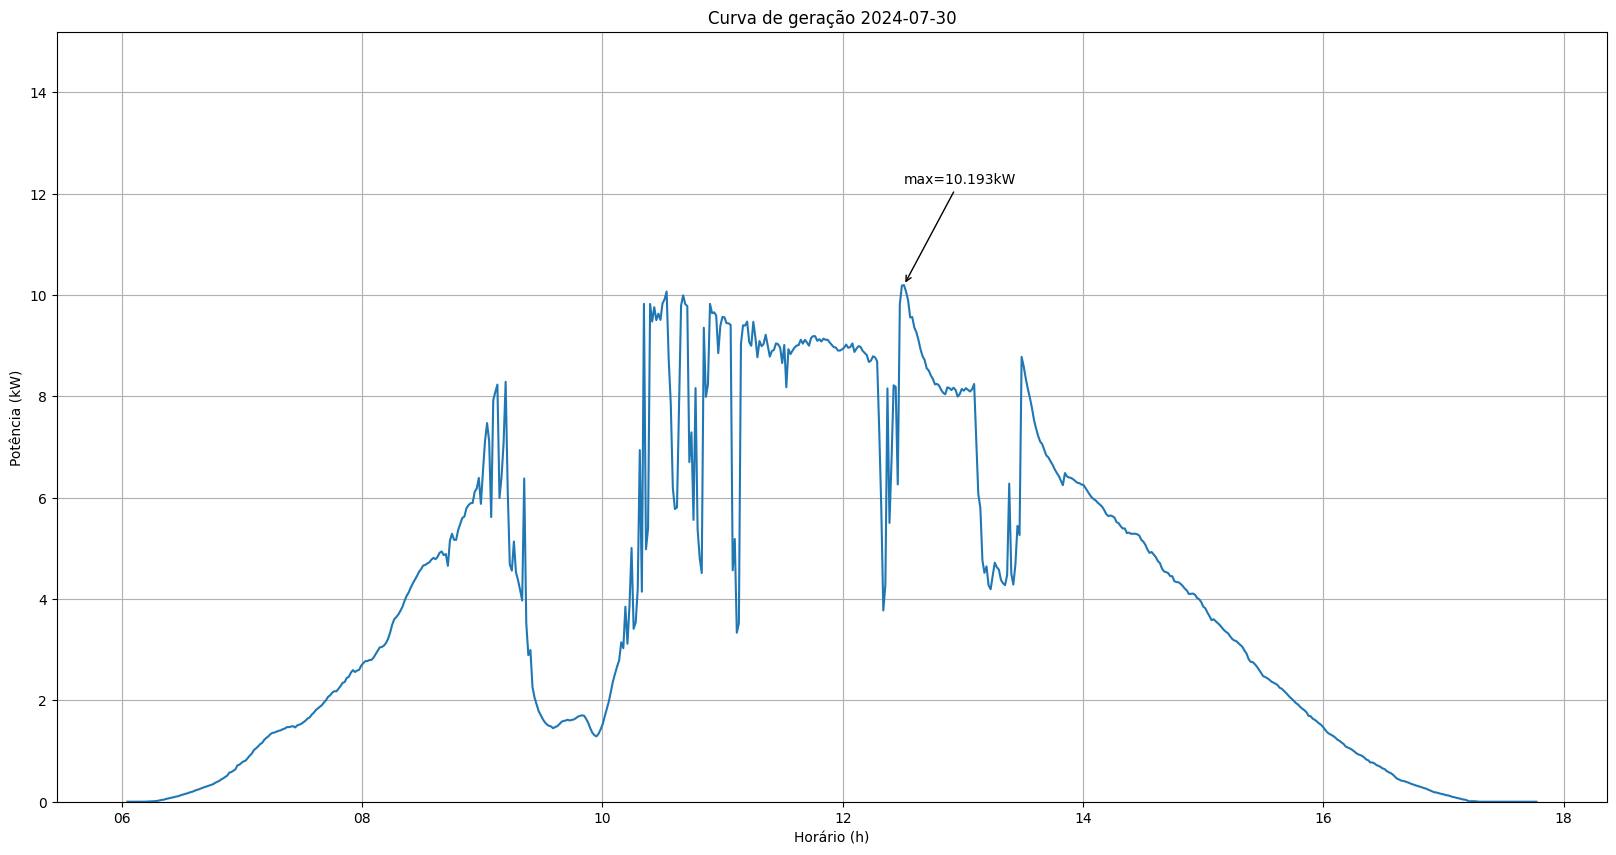 Curva de geração 2024-07-30
14
12
10
8
6
4
2
0
Potência (kW)
max=10.193kW
06 08 10 12 14 16 18
Horário (h)